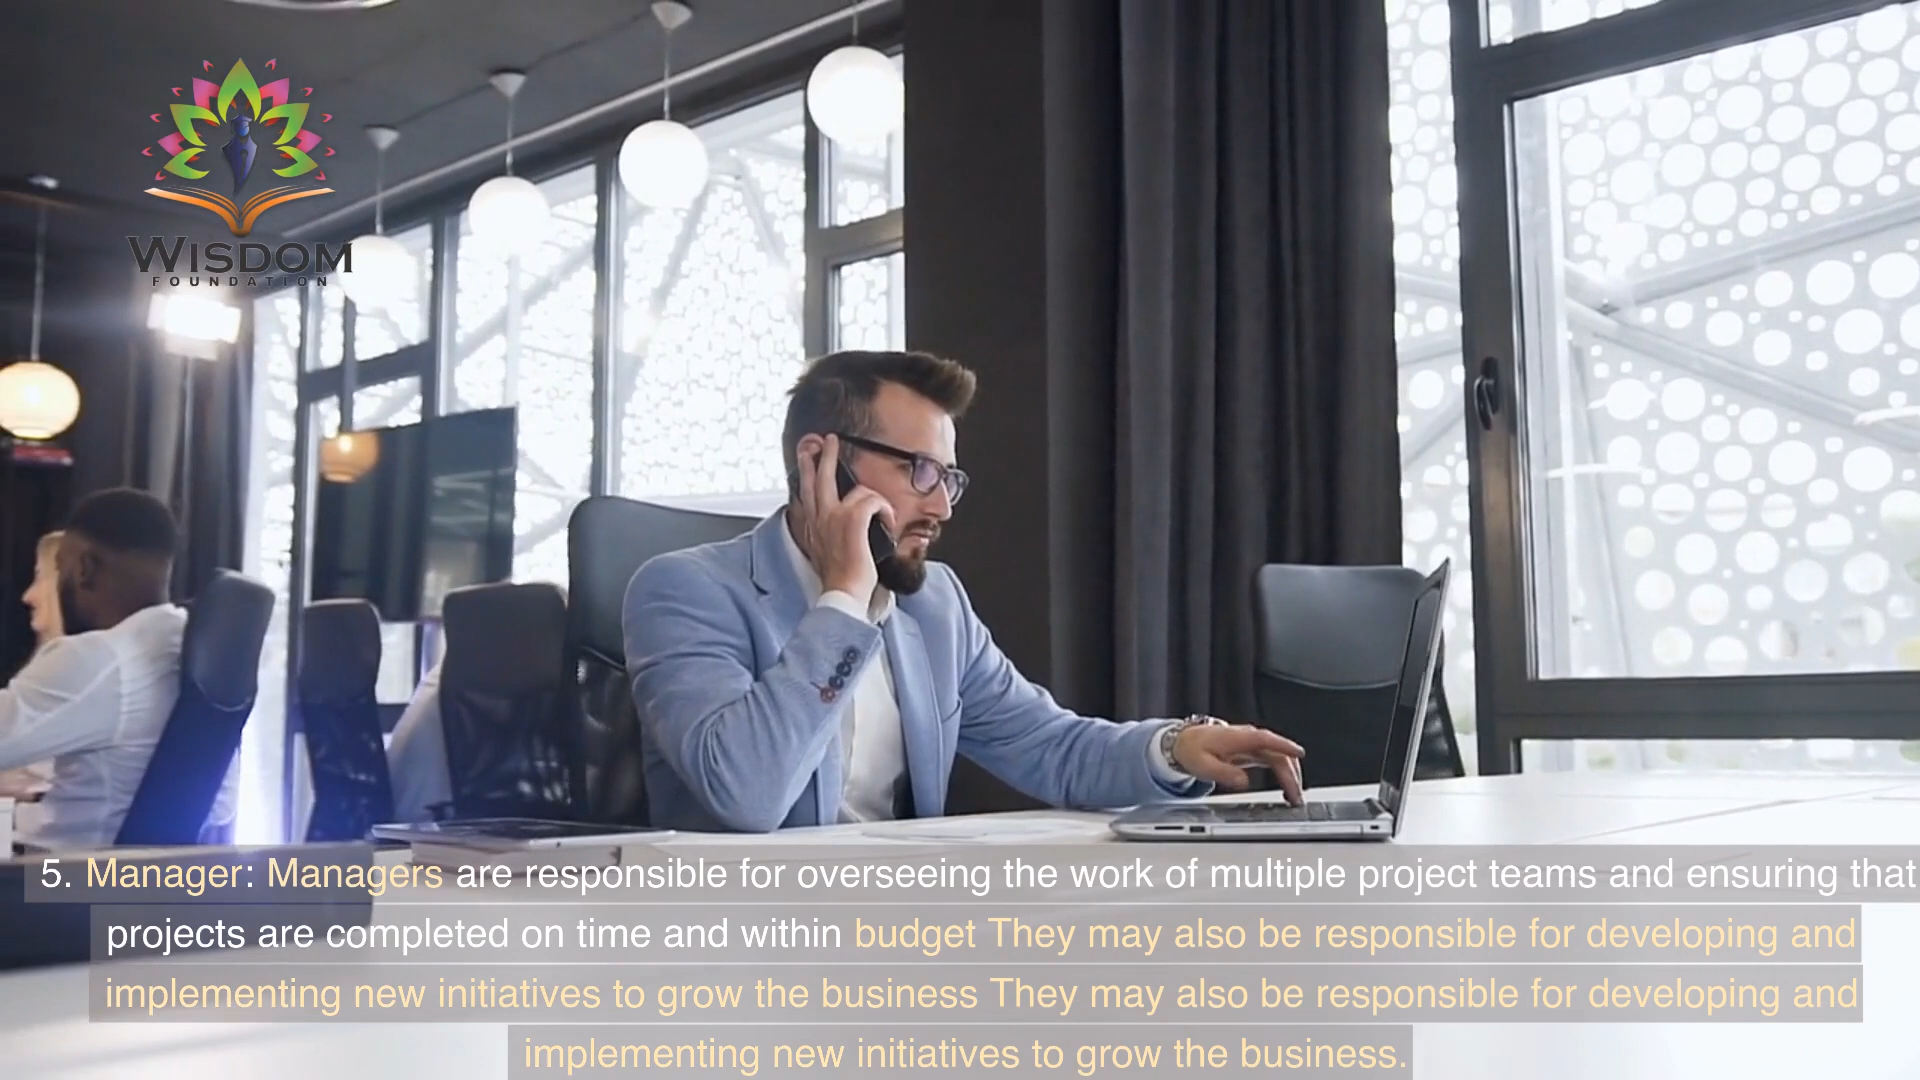 WISDOM
FOUNDATION
5. Manager: Managers are responsible for overseeing the work of multiple project teams and ensuring that
projects are completed on time and within budget They may also be responsible for developing and
implementing new initiatives to grow the business They may also be responsible for developing and
implementing new initiatives to grow the business.